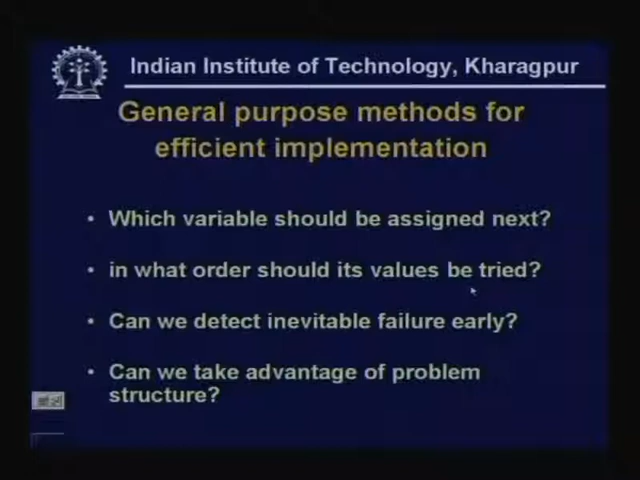 Indian Institute of Technology, Kharagpur
General purpose methods for
efficient implementation
• Which variable should be assigned next?
• in what order should its values be tried?
• Can we detect inevitable failure early?
• Can we take advantage of problem
structure?